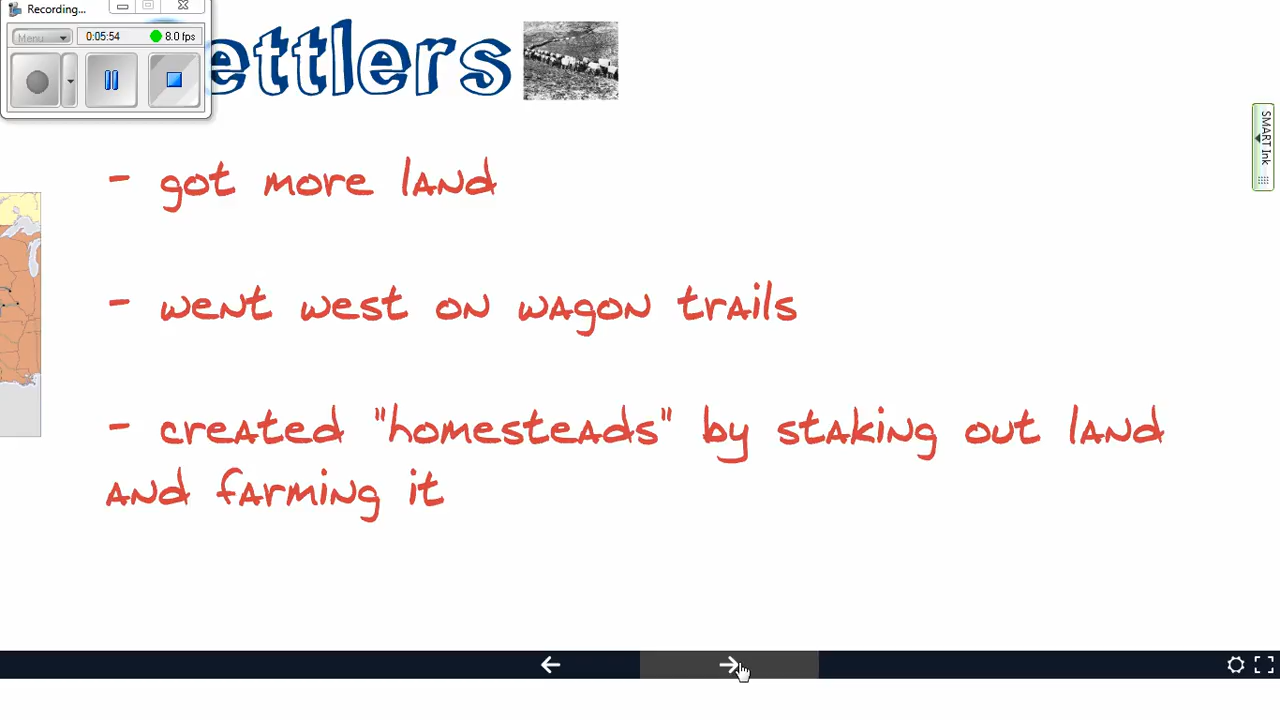 Recording...
Menu
0:05:54
8.0 fps
ettlers
SMART Ink
- got more land
- went west on wagon trails
- created "homesteads" by staking out land
and farming it